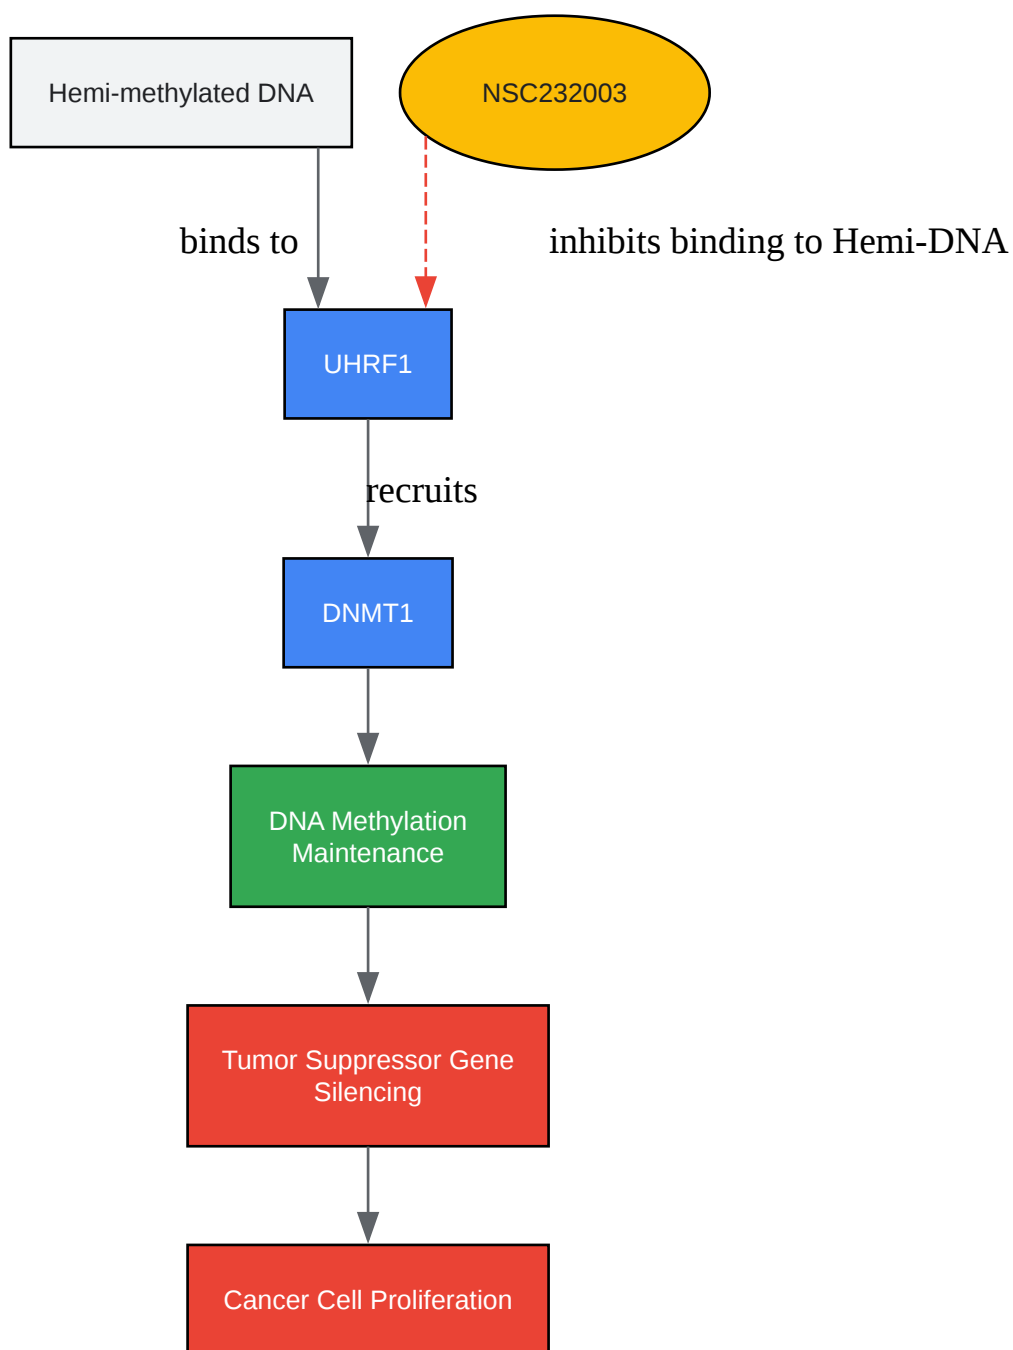 Hemi-methylated DNA
NSC232003
binds to
inhibits binding to Hemi-DNA
UHRF1
recruits
DNMT1
DNA Methylation
Maintenance
Tumor Suppressor Gene
Silencing
Cancer Cell Proliferation